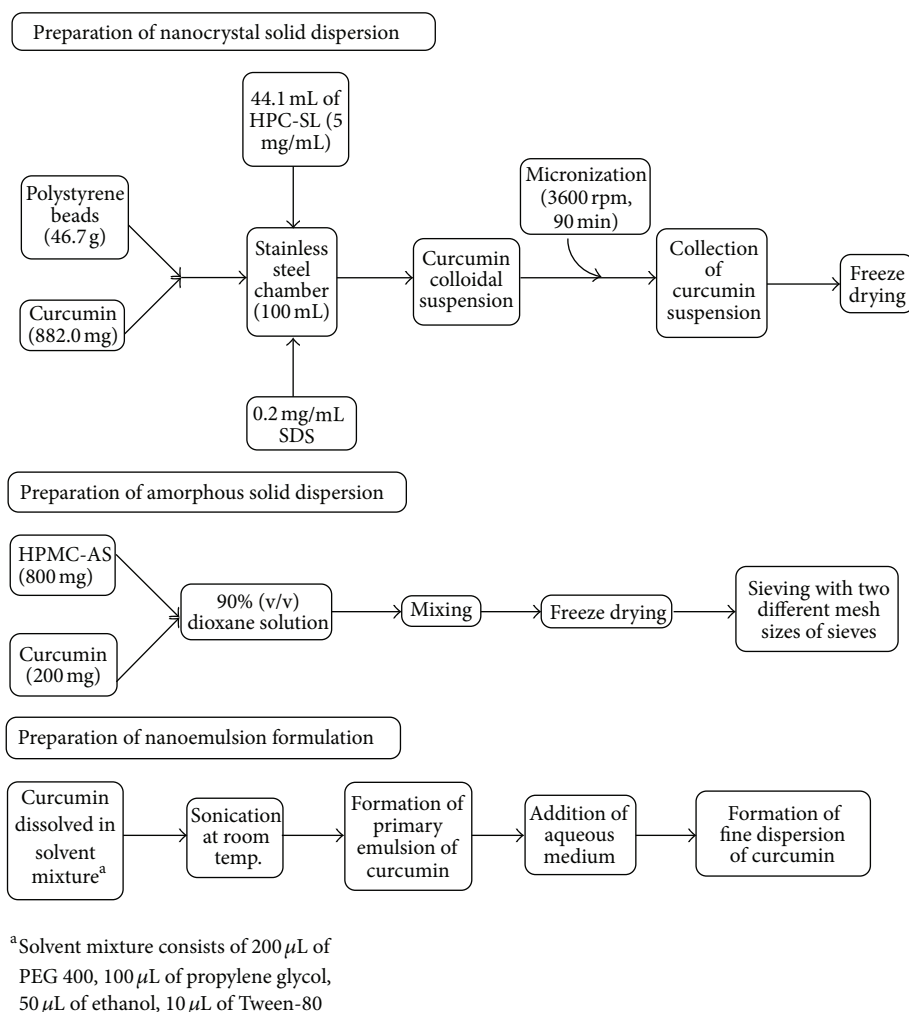 Preparation of nanocrystal solid dispersion
44.1 mL of
HPC-SL (5
mg/mL)
Polystyrene
beads
(46.7 g)
Curcumin
(882.0 mg)
Stainless
steel
chamber
(100 mL)
0.2 mg/mL
SDS
Curcumin
colloidal
suspension
Micronization
(3600 rpm,
90 min)
Collection
of
curcumin
suspension
Freeze
drying
Preparation of amorphous solid dispersion
HPMC-AS
(800 mg)
Curcumin
(200 mg)
90% (v/v)
dioxane solution
Mixing
Freeze drying
Sieving with two
different mesh
sizes of sieves
Preparation of nanoemulsion formulation
Curcumin
dissolved in
solvent
mixtureᵃ
Sonication
at room
temp.
Formation of
primary
emulsion of
curcumin
Addition of
aqueous
medium
Formation of
fine dispersion
of curcumin
ᵃ Solvent mixture consists of 200 μL of
PEG 400, 100 μL of propylene glycol,
50 μL of ethanol, 10 μL of Tween-80